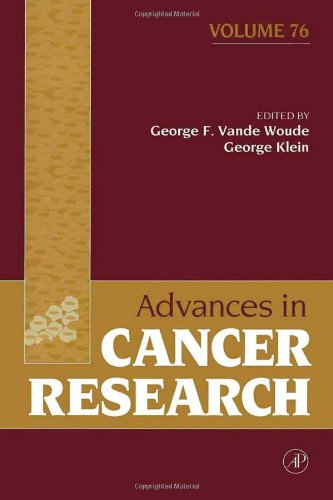 VOLUME 76
EDITED BY
George F. Vande Woude
George Klein
Advances in
CANCER
RESEARCH
AP